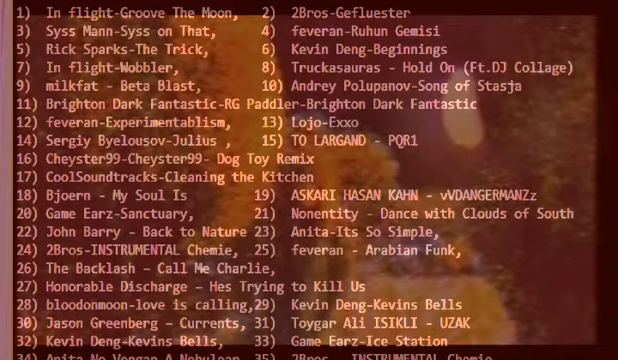 1) In flight-Groove The Moon, 2) 2Bros-Gefluester
3) Syss Mann-Syss on That, 4) feveran-Ruhun Gemisi
5) Rick Sparks-The Trick, 6) Kevin Deng-Beginnings
7) In flight-Wobbler, 8) Truckasauras - Hold On (Ft.DJ Collage)
9) milkfat - Beta Blast, 10) Andrey Polupanov-Song of Stasja
11) Brighton Dark Fantastic-RG Paddler-Brighton Dark Fantastic
12) feveran-Experimentablism, 13) Lojo-Exxo
14) Sergiy Byelousov-Julius , 15) TO LARGAND - PQR1
16) Cheyster99-Cheyster99- Dog Toy Remix
17) CoolSoundtracks-Cleaning the Kitchen
18) Bjoern - My Soul Is 19) ASKARI HASAN KAHN - vVDANGERMANZz
20) Game Earz-Sanctuary, 21) Nonentity - Dance with Clouds of South
22) John Barry - Back to Nature 23) Anita-Its So Simple,
24) 2Bros-INSTRUMENTAL Chemie, 25) feveran - Arabian Funk,
26) The Backlash - Call Me Charlie,
27) Honorable Discharge - Hes Trying to Kill Us
28) bloodonmoon-love is calling,29) Kevin Deng-Kevins Bells
30) Jason Greenberg - Currents, 31) Toygar Ali ISIKLI - UZAK
32) Kevin Deng-Kevins Bells, 33) Game Earz-Ice Station
34) Anita No Vengan A 35) 2Bros - INSTRUMENTAL Chemie